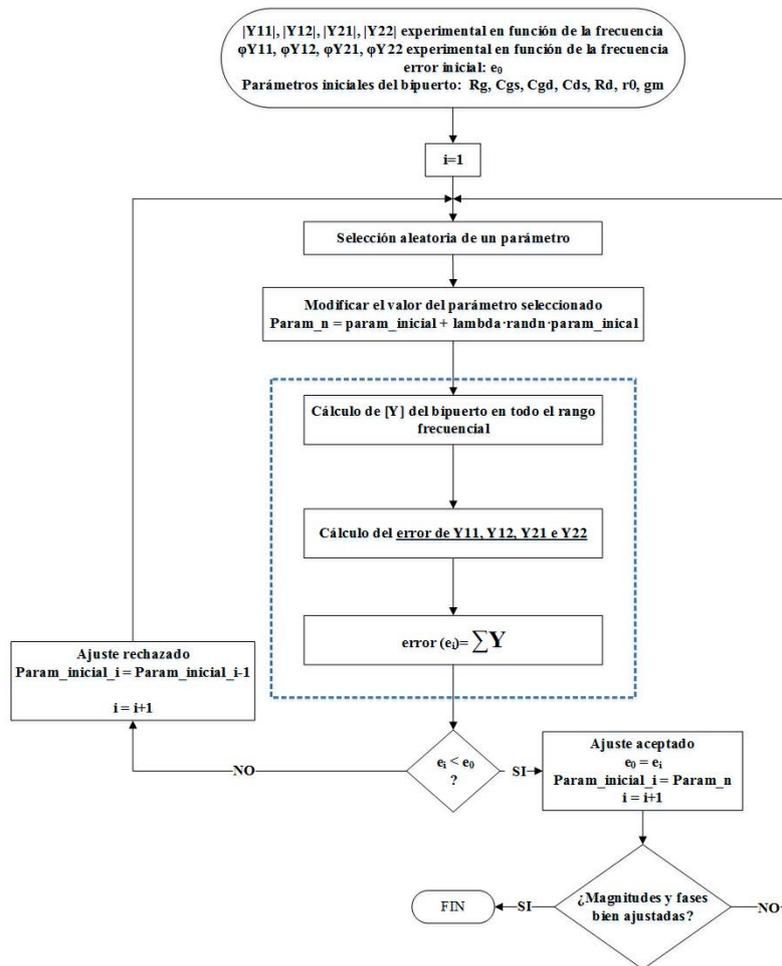 |Y11|, |Y12|, |Y21|, |Y22| experimental en función de la frecuencia
φY11, φY12, φY21, φY22 experimental en función de la frecuencia
error inicial: e₀
Parámetros iniciales del bipuerto: Rg, Cgs, Cgd, Cds, Rd, r0, gm
i=1
Selección aleatoria de un parámetro
Modificar el valor del parámetro seleccionado
Param_n = param_inicial + lambda·randn·param_inical
Cálculo de [Y] del bipuerto en todo el rango
frecuencial
Cálculo del error de Y11, Y12, Y21 e Y22
error (eᵢ)= ∑Y
Ajuste rechazado
Param_inicial_i = Param_inicial_i-1
i = i+1
eᵢ < e₀
?
NO
SI
Ajuste aceptado
e₀ = eᵢ
Param_inicial_i = Param_n
i = i+1
¿Magnitudes y fases
bien ajustadas?
SI
NO
FIN